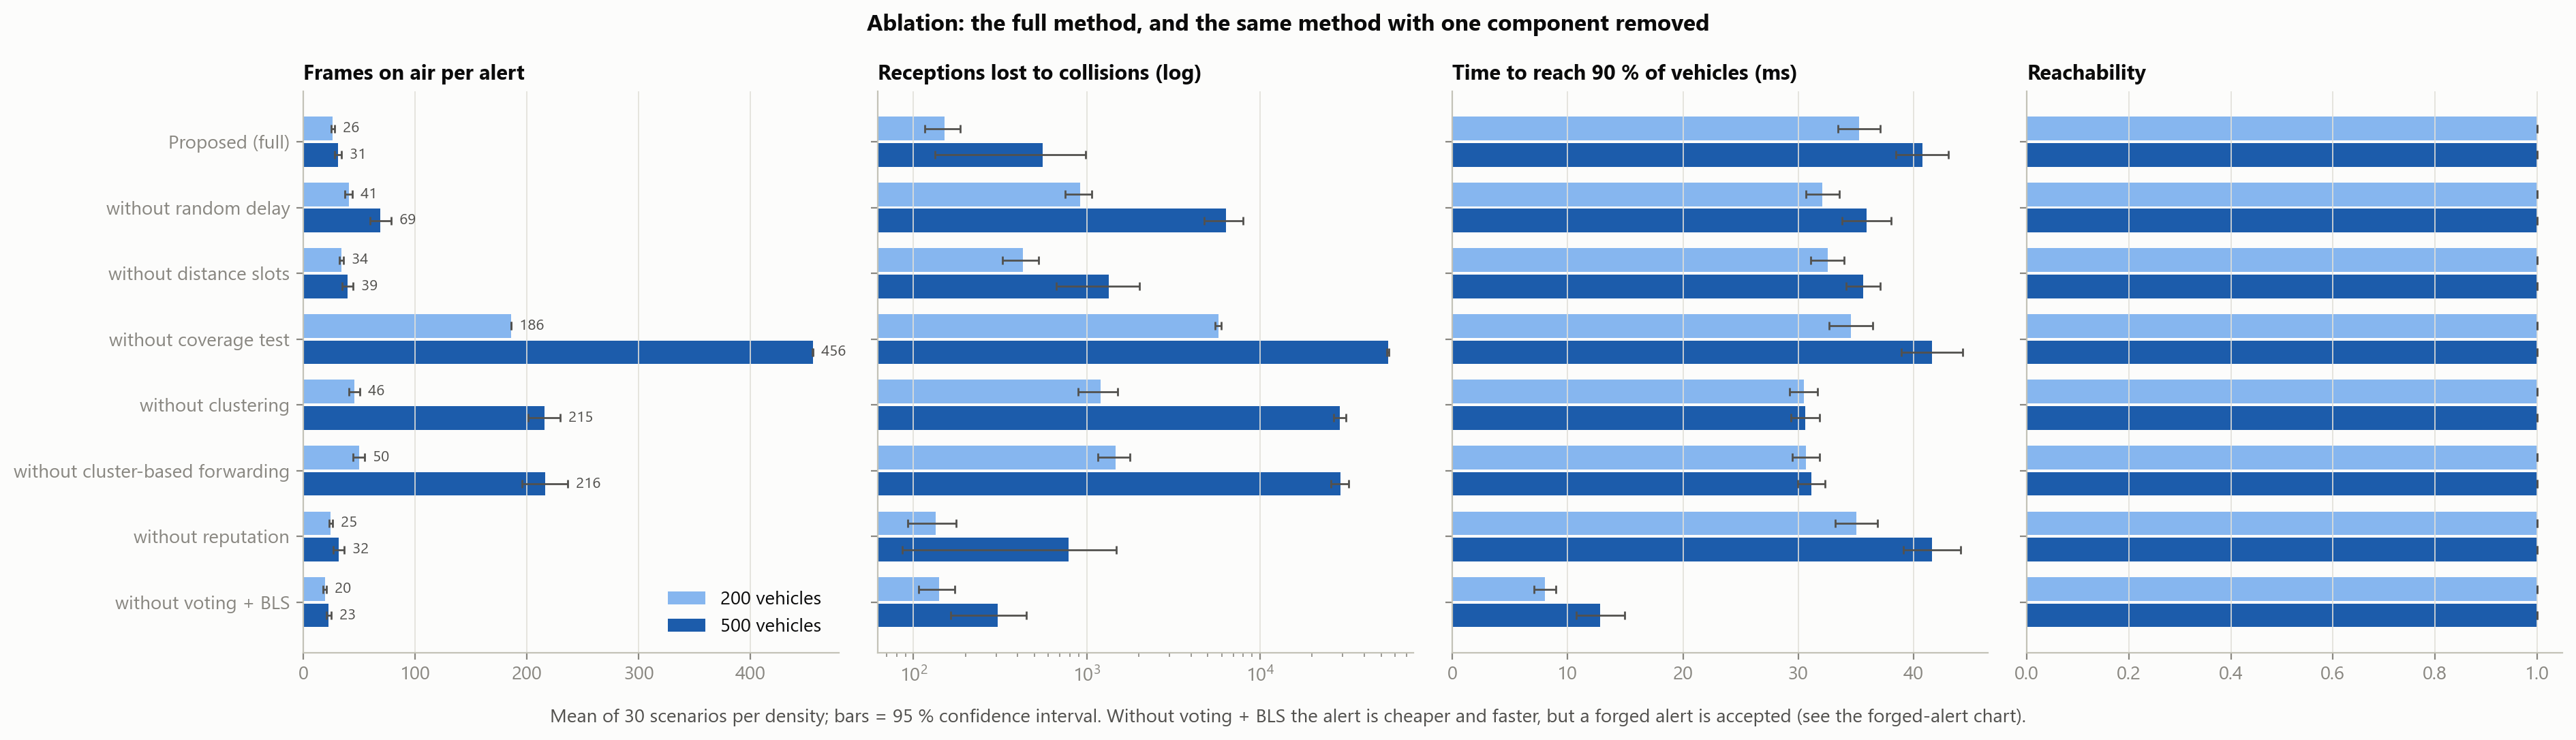 Ablation: the full method, and the same method with one component removed
Frames on air per alert
Receptions lost to collisions (log)
Time to reach 90 % of vehicles (ms)
Reachability
Proposed (full)
26
31
without random delay
41
69
without distance slots
34
39
without coverage test
186
456
without clustering
46
215
without cluster-based forwarding
50
216
without reputation
25
32
without voting + BLS
20
23
200 vehicles
500 vehicles
0 100 200 300 400
10² 10³ 10⁴
0 10 20 30 40
0.0 0.2 0.4 0.6 0.8 1.0
Mean of 30 scenarios per density; bars = 95 % confidence interval. Without voting + BLS the alert is cheaper and faster, but a forged alert is accepted (see the forged-alert chart).